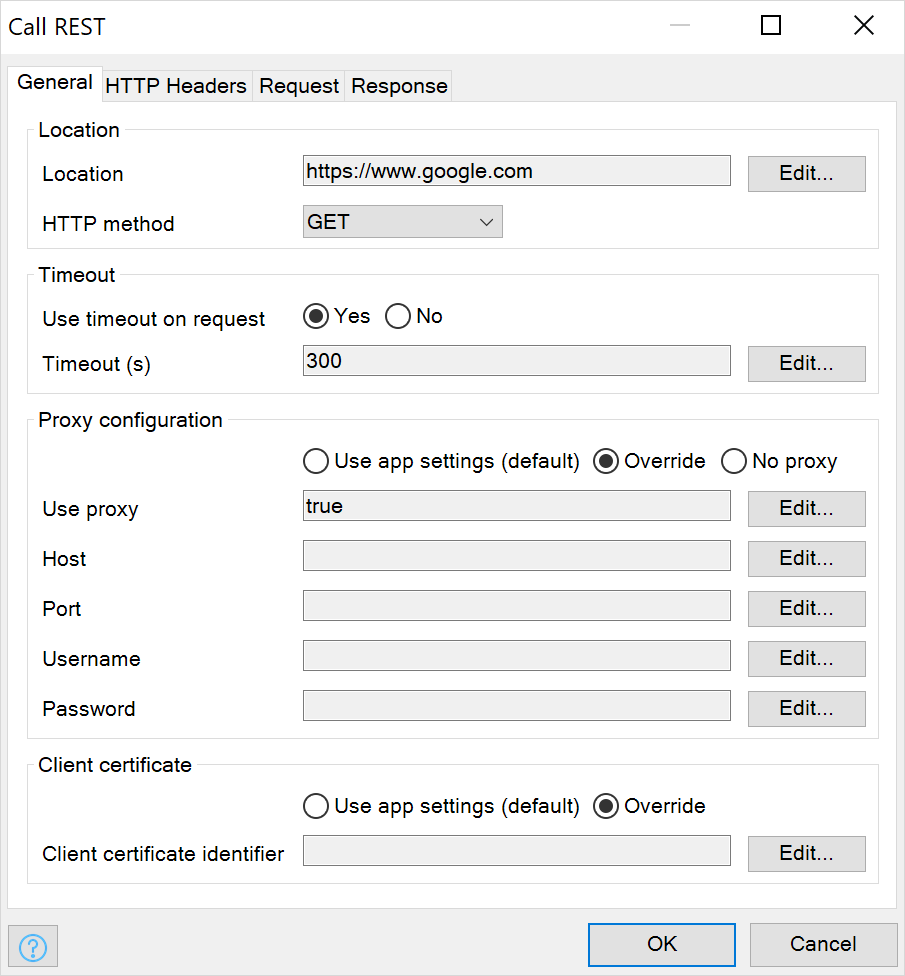 Call REST
General HTTP Headers Request Response
Location
Location https://www.google.com Edit...
HTTP method GET
Timeout
Use timeout on request Yes No
Timeout (s) 300 Edit...
Proxy configuration
Use app settings (default) Override No proxy
Use proxy true Edit...
Host Edit...
Port Edit...
Username Edit...
Password Edit...
Client certificate
Use app settings (default) Override
Client certificate identifier Edit...
? OK Cancel